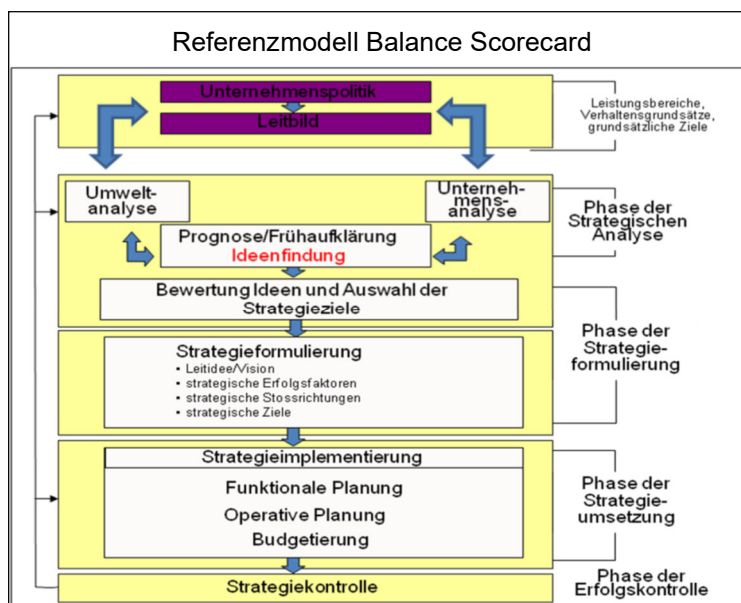 Referenzmodell Balance Scorecard
Unternehmenspolitik
Leitbild
Leistungsbereiche,
Verhaltensgrundsätze,
grundsätzliche Ziele
Umwelt-
analyse
Unterneh-
mens-
analyse
Prognose/Frühaufklärung
Ideenfindung
Phase der
Strategischen
Analyse
Bewertung Ideen und Auswahl der
Strategieziele
Strategieformulierung
• Leitidee/Vision
• strategische Erfolgsfaktoren
• strategische Stossrichtungen
• strategische Ziele
Phase der
Strategie-
formulierung
Strategieimplementierung
Funktionale Planung
Operative Planung
Budgetierung
Phase der
Strategie-
umsetzung
Strategiekontrolle
Phase der
Erfolgskontrolle